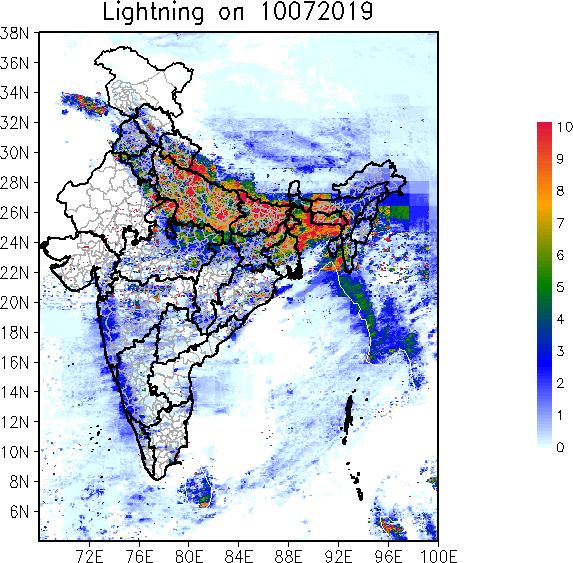 Lightning on 10072019
38N
36N
34N
32N
30N
28N
26N
24N
22N
20N
18N
16N
14N
12N
10N
8N
6N
72E 76E 80E 84E 88E 92E 96E 100E
10
9
8
7
6
5
4
3
2
1
0